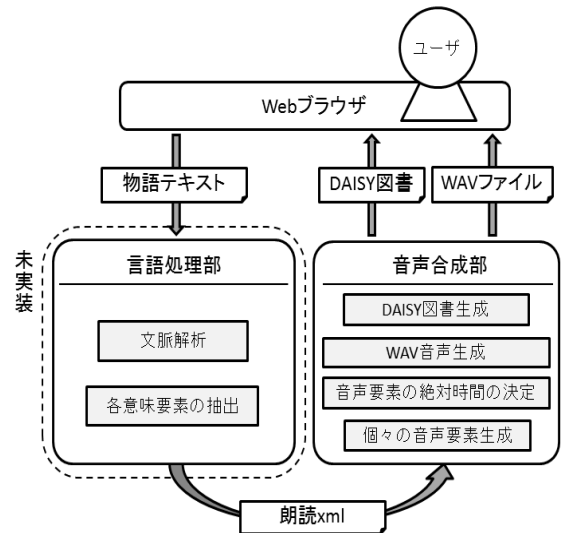 ユーザ
Webブラウザ
物語テキスト
DAISY図書
WAVファイル
未実装
言語処理部
文脈解析
各意味要素の抽出
音声合成部
DAISY図書生成
WAV音声生成
音声要素の絶対時間の決定
個々の音声要素生成
朗読xml